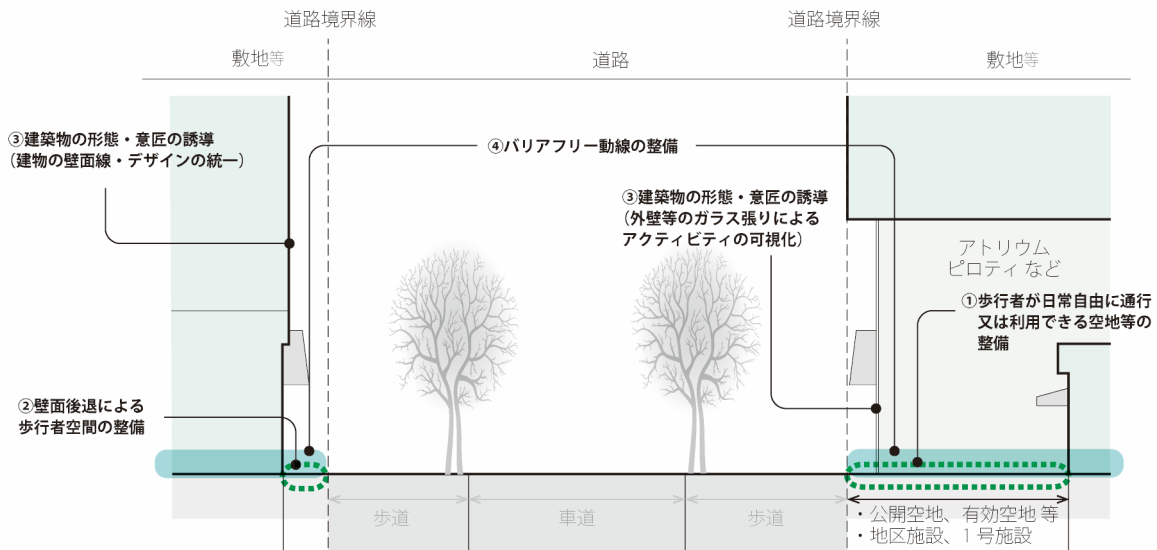 道路境界線
道路境界線
敷地等
道路
敷地等
③建築物の形態・意匠の誘導
（建物の壁面線・デザインの統一）
④バリアフリー動線の整備
③建築物の形態・意匠の誘導
（外壁等のガラス張りによる
アクティビティの可視化）
アトリウム
ピロティ など
①歩行者が日常自由に通行
又は利用できる空地等の
整備
②壁面後退による
歩行者空間の整備
歩道
車道
歩道
・公開空地、有効空地 等
・地区施設、1 号施設